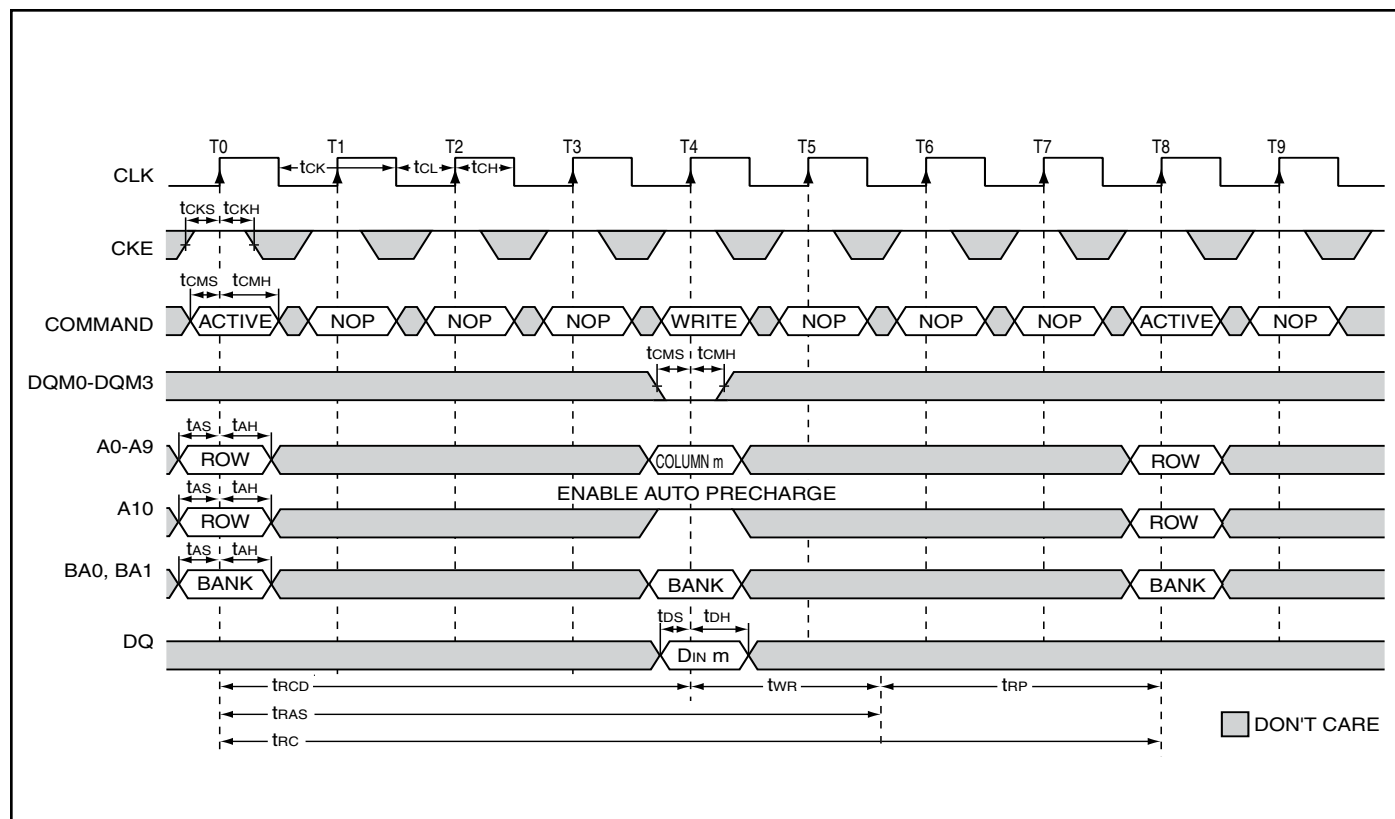 T0 T1 T2 T3 T4 T5 T6 T7 T8 T9
CLK tCK tCL tCH
tCKS tCKH
CKE
tCMS tCMH
COMMAND ACTIVE NOP NOP NOP WRITE NOP NOP NOP ACTIVE NOP
tCMS tCMH
DQM0-DQM3
tAS tAH
A0-A9 ROW COLUMN m ROW
tAS tAH ENABLE AUTO PRECHARGE
A10 ROW ROW
tAS tAH
BA0, BA1 BANK BANK BANK
tDS tDH
DQ DIN m
tRCD tWR tRP
tRAS
tRC
DON'T CARE